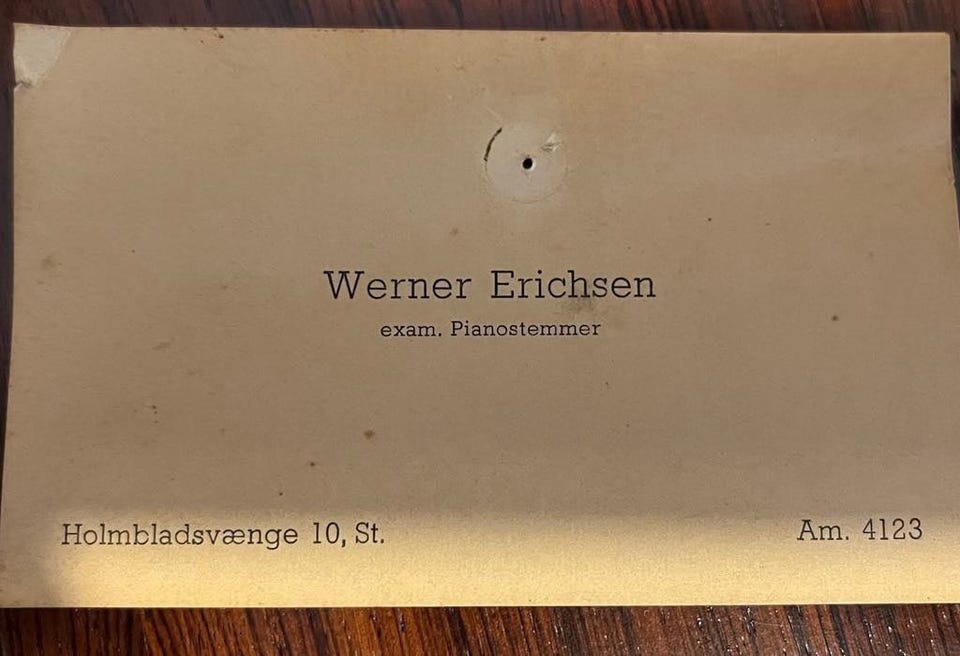 Werner Erichsen
exam. Pianostemmer
Holmbladsvænge 10, St. Am. 4123